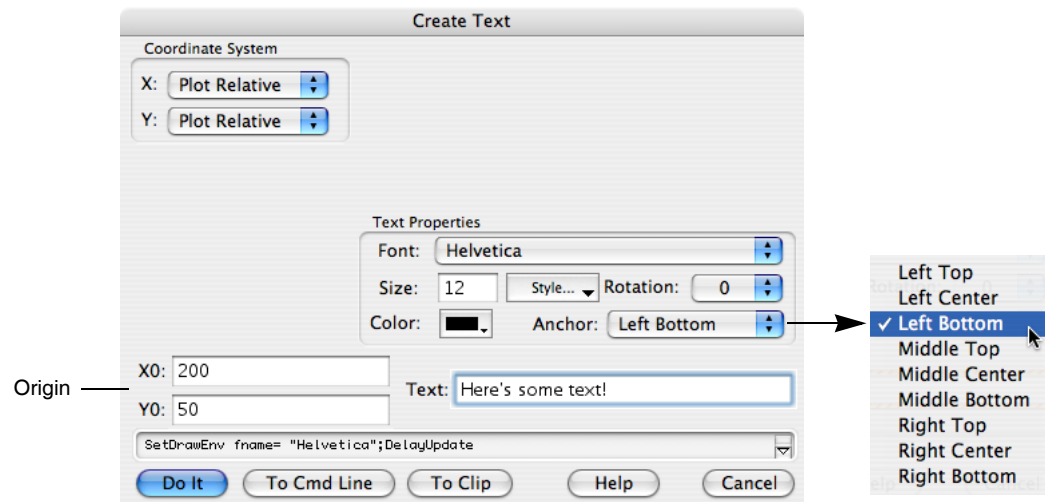 Create Text
Coordinate System
X: Plot Relative
Y: Plot Relative
Text Properties
Font: Helvetica
Size: 12 Style... Rotation: 0
Color: Anchor: Left Bottom
Left Top
Left Center
✓ Left Bottom
Middle Top
Middle Center
Middle Bottom
Right Top
Right Center
Right Bottom
Origin
X0: 200
Y0: 50
Text: Here's some text!
SetDrawEnv fname= "Helvetica";DelayUpdate
Do It To Cmd Line To Clip Help Cancel